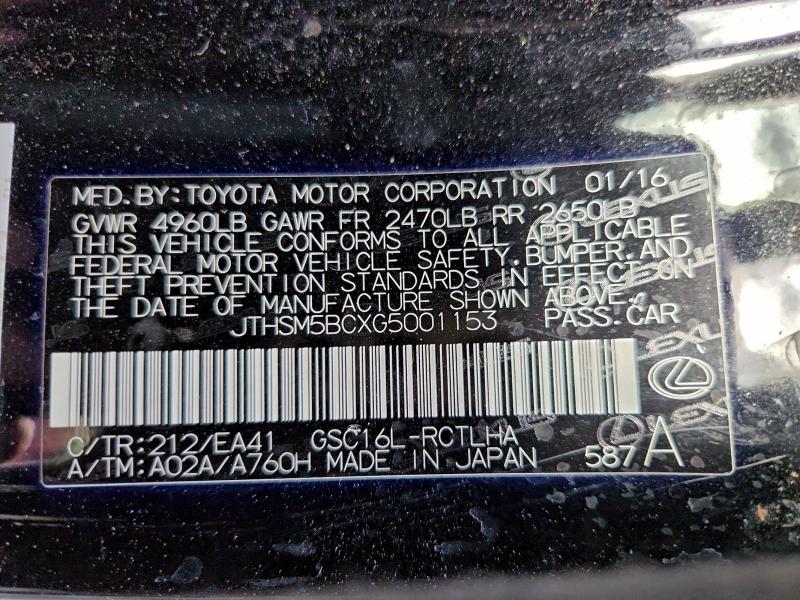 MFD.BY:TOYOTA MOTOR CORPORATION 01/16
GVWR 4960LB GAWR FR 2470LB RR 2650LB
THIS VEHICLE CONFORMS TO ALL APPLICABLE
FEDERAL MOTOR VEHICLE SAFETY,BUMPER,AND
THEFT PREVENTION STANDARDS IN EFFECT ON
THE DATE OF MANUFACTURE SHOWN ABOVE.
JTHSM5BCXG5001153 PASS.CAR
C/TR:212/EA41 GSC16L-RCTLHA
A/TM:A02A/A760H MADE IN JAPAN 587A